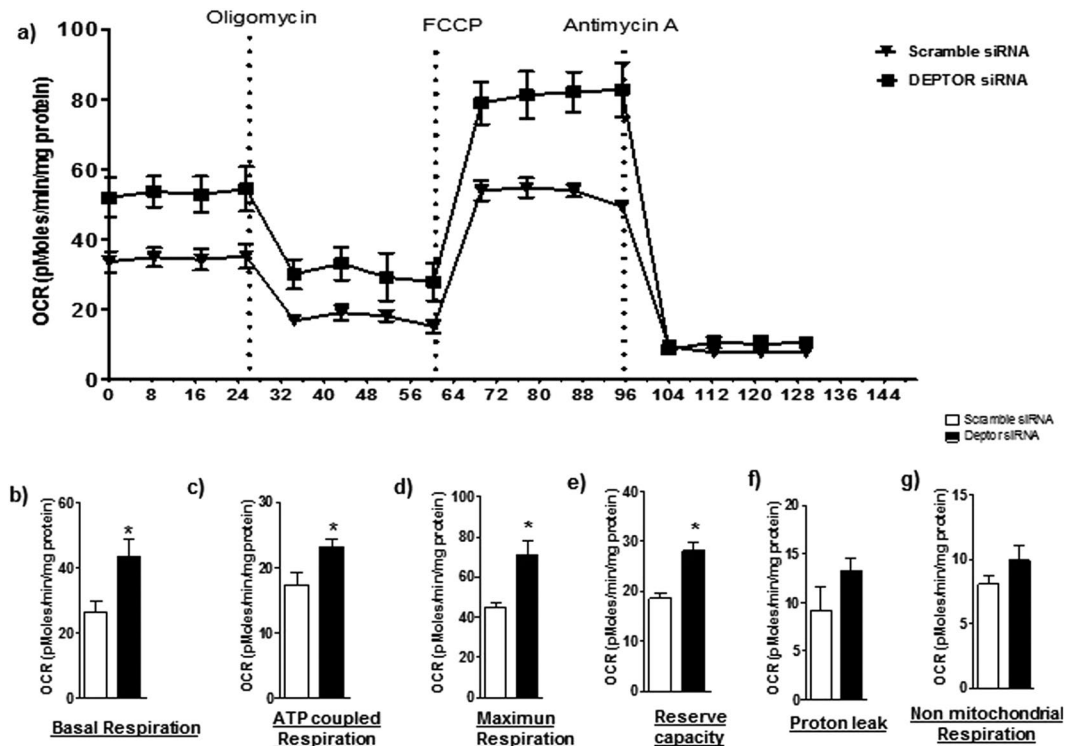 a)
Oligomycin
FCCP
Antimycin A
Scramble siRNA
DEPTOR siRNA
OCR (pMoles/min/mg protein)
100
80
60
40
20
0
0 8 16 24 32 40 48 56 64 72 80 88 96 104 112 120 128 136 144
Scramble siRNA
Deptor siRNA
b)
OCR (pMoles/min/mg protein)
60
40
20
0
*
Basal Respiration
c)
OCR (pMoles/min/mg protein)
30
20
10
0
*
ATP coupled
Respiration
d)
OCR (pMoles/min/mg protein)
100
80
60
40
20
0
*
Maximun
Respiration
e)
OCR (pMoles/min/mg protein)
40
30
20
10
0
*
Reserve
capacity
f)
OCR (pMoles/min/mg protein)
20
15
10
5
0
Proton leak
g)
OCR (pMoles/min/mg protein)
15
10
5
0
Non mitochondrial
Respiration